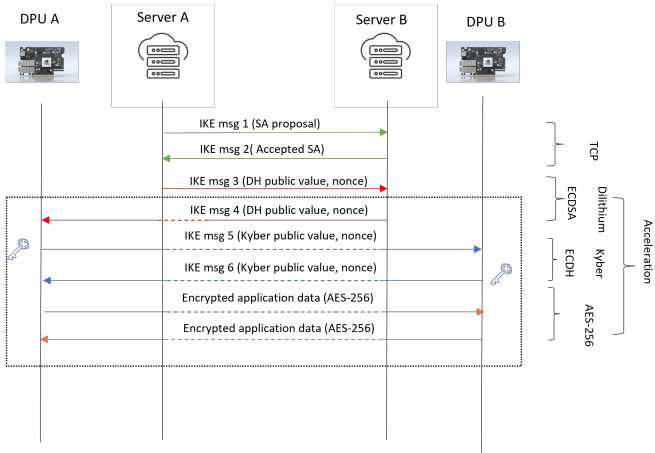 DPU A
Server A
Server B
DPU B
IKE msg 1 (SA proposal)
IKE msg 2( Accepted SA)
IKE msg 3 (DH public value, nonce)
IKE msg 4 (DH public value, nonce)
IKE msg 5 (Kyber public value, nonce)
IKE msg 6 (Kyber public value, nonce)
Encrypted application data (AES-256)
Encrypted application data (AES-256)
TCP
Dilithium
ECDSA
Kyber
ECDH
AES-256
Acceleration